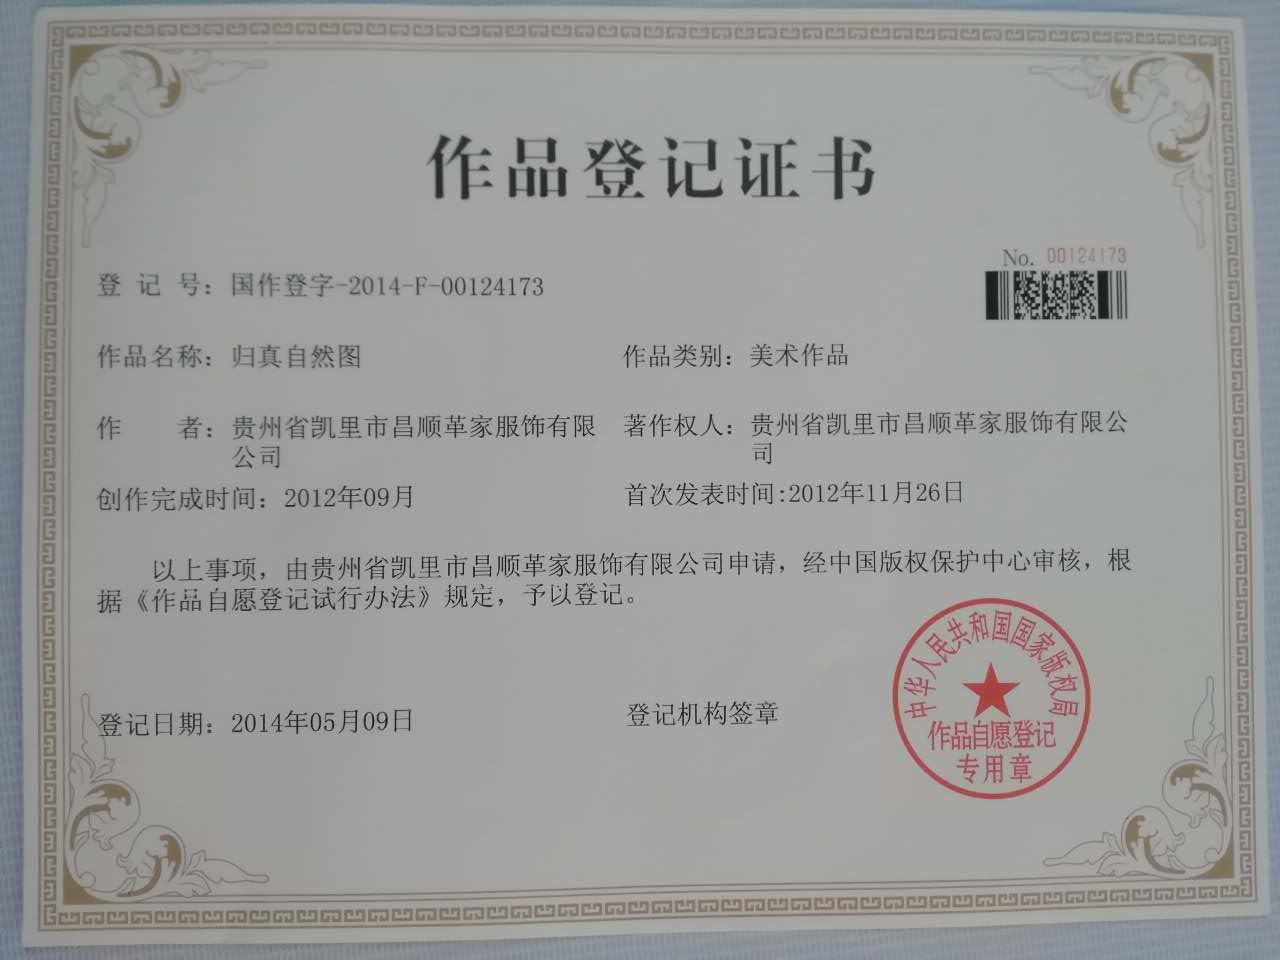 作品登记证书
No. 00124173
登 记 号：国作登字-2014-F-00124173
作品名称：归真自然图
作品类别：美术作品
作 者：贵州省凯里市昌顺革家服饰有限
公司
著作权人：贵州省凯里市昌顺革家服饰有限公
司
创作完成时间：2012年09月
首次发表时间:2012年11月26日
以上事项，由贵州省凯里市昌顺革家服饰有限公司申请，经中国版权保护中心审核，根
据《作品自愿登记试行办法》规定，予以登记。
登记日期：2014年05月09日
登记机构签章
中华人民共和国国家版权局
作品自愿登记
专用章